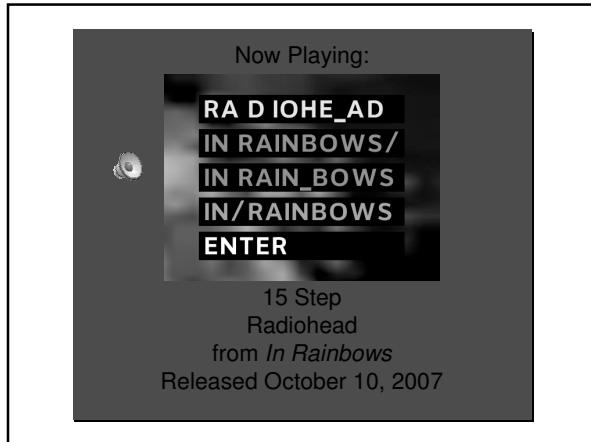 Now Playing:
RA D IOHE_AD
IN RAINBOWS/
IN RAIN_BOWS
IN/RAINBOWS
ENTER
15 Step
Radiohead
from In Rainbows
Released October 10, 2007